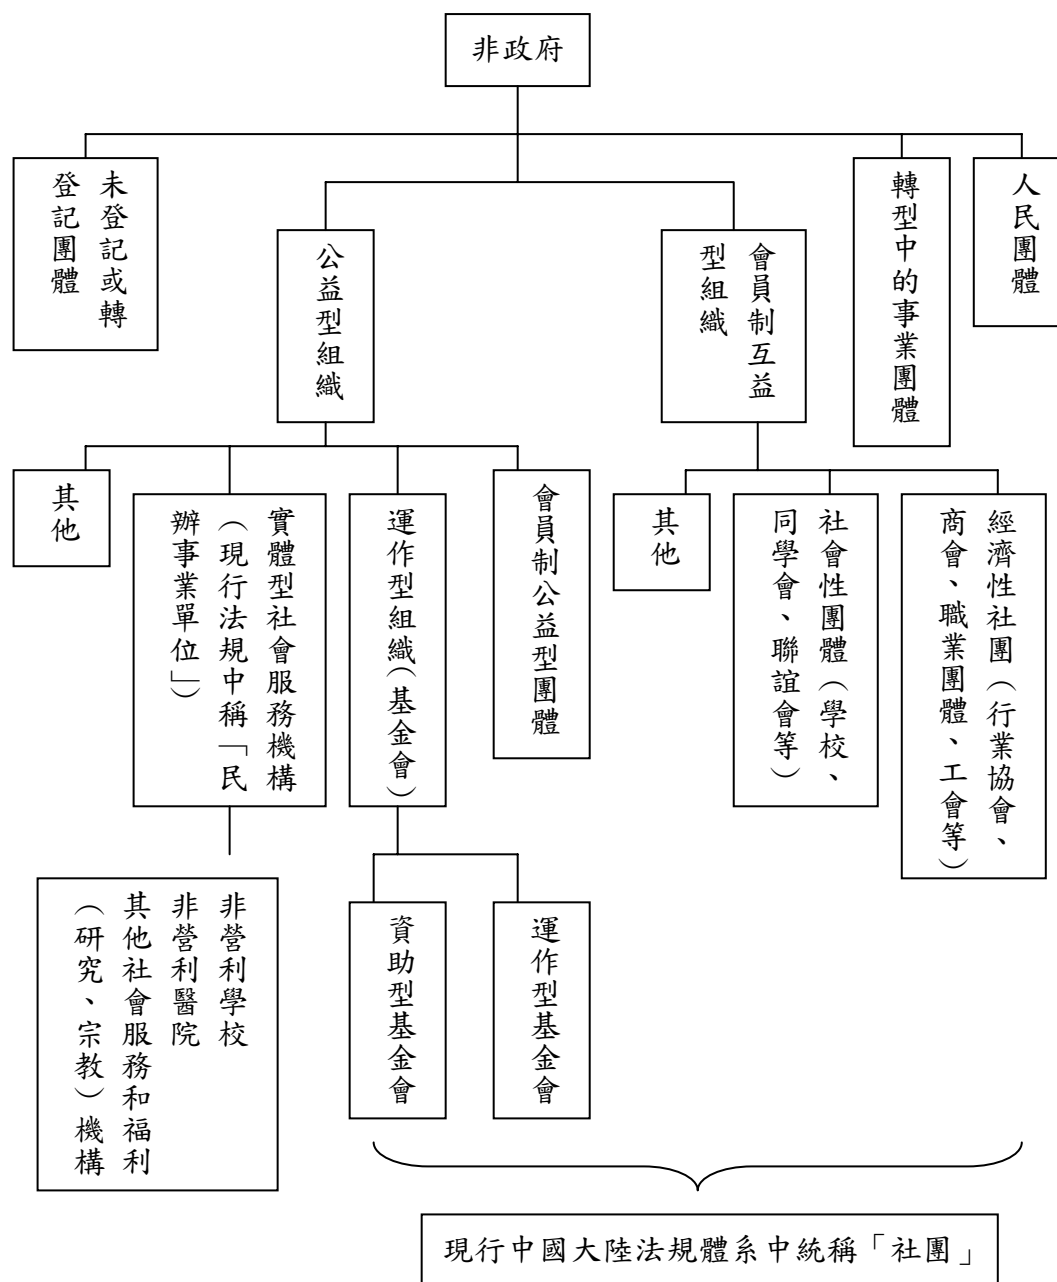 非政府
未登記或轉
登記團體
公益型組織
會員制互益
型組織
轉型中的事業團體
人民團體
其他
實體型社會服務機構
（現行法規中稱「民
辦事業單位」）
運作型組織（基金會）
會員制公益型團體
其他
社會性團體（學校、
同學會、聯誼會等）
經濟性社團（行業協會、
商會、職業團體、工會等）
非營利學校
非營利醫院
其他社會服務和福利
（研究、宗教）機構
資助型基金會
運作型基金會
現行中國大陸法規體系中統稱「社團」